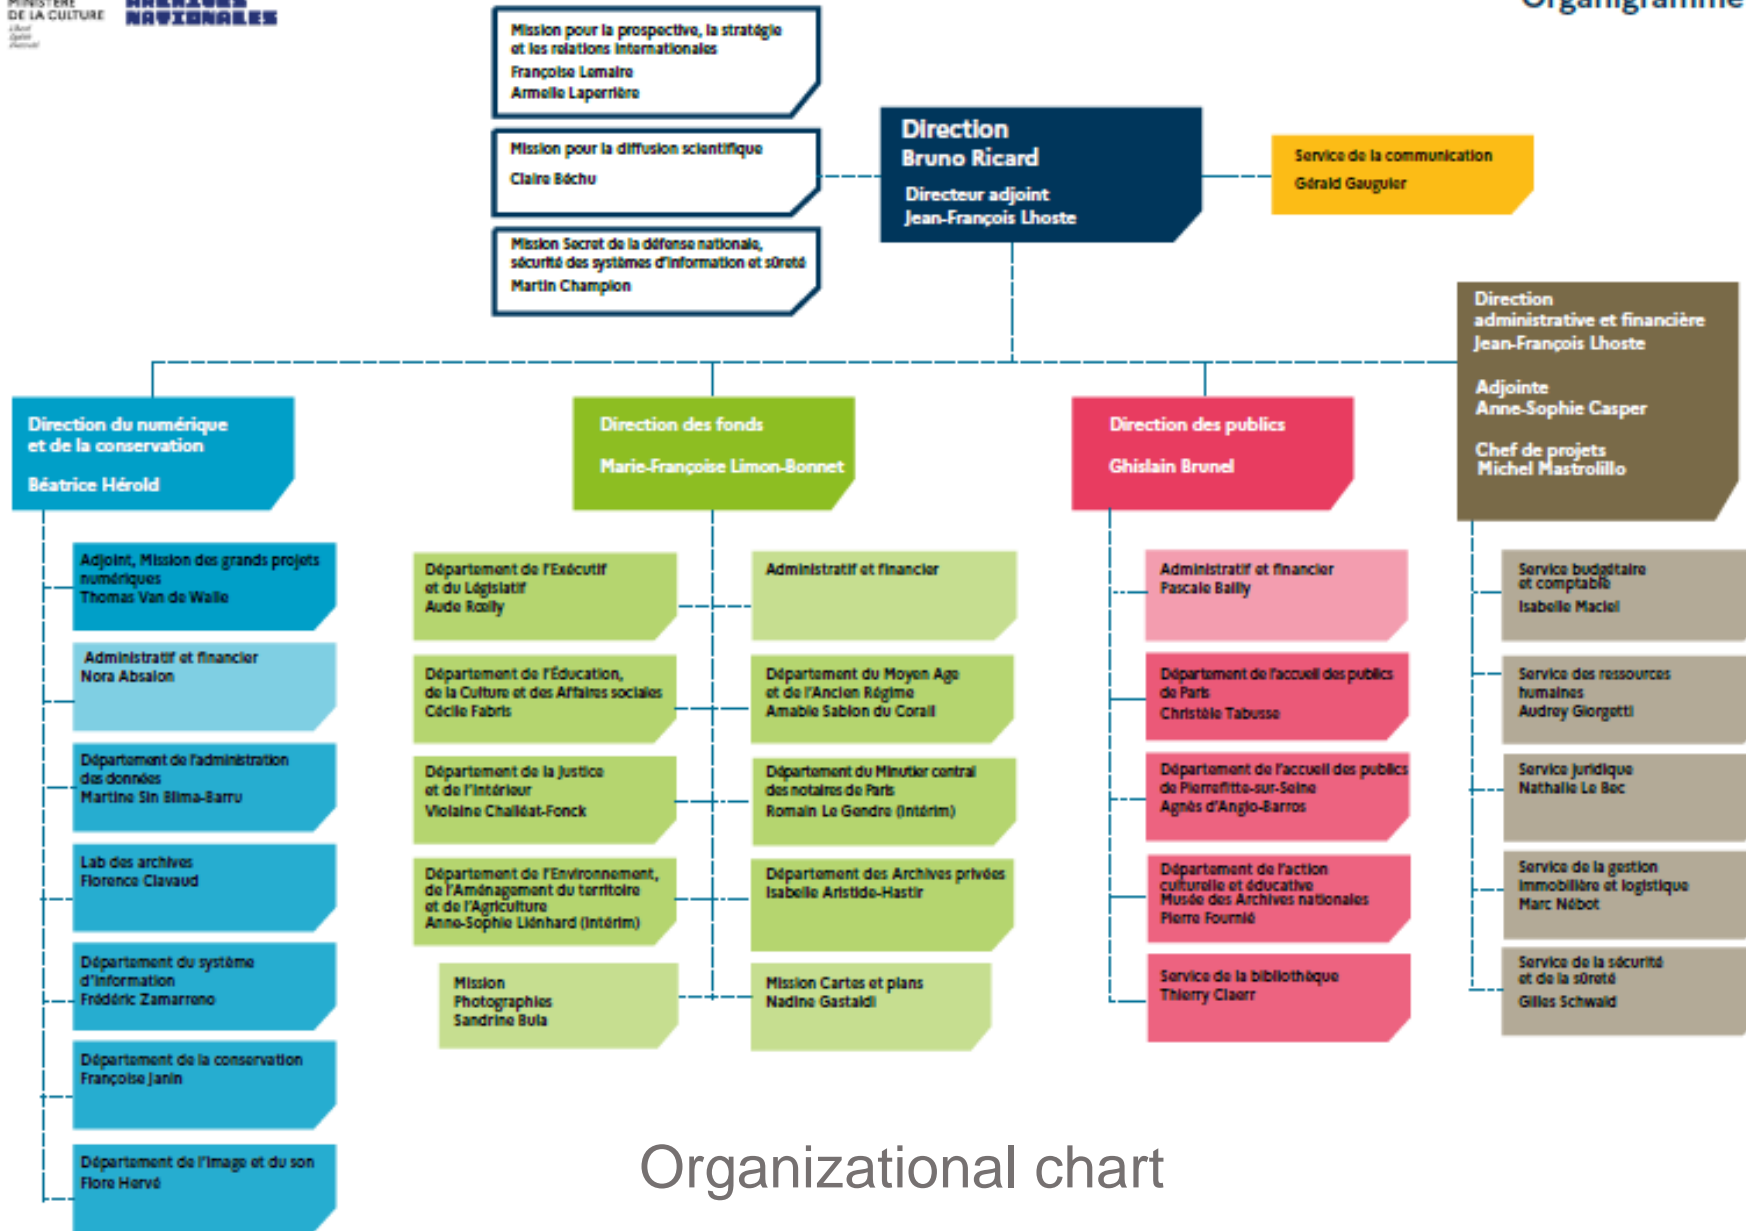 MINISTÈRE
DE LA CULTURE
ARCHIVES
NATIONALES
Organigramme
Mission pour la prospective, la stratégie
et les relations internationales
Françoise Lemaire
Armelle Laperrière
Mission pour la diffusion scientifique
Claire Béchu
Mission Secret de la défense nationale,
sécurité des systèmes d'information et sûreté
Martin Champion
Direction
Bruno Ricard
Directeur adjoint
Jean-François Lhoste
Service de la communication
Gérald Gauguier
Direction
administrative et financière
Jean-François Lhoste
Adjointe
Anne-Sophie Casper
Chef de projets
Michel Mastrolillo
Direction du numérique
et de la conservation
Béatrice Hérold
Direction des fonds
Marie-Françoise Limon-Bonnet
Direction des publics
Ghislain Brunel
Adjoint, Mission des grands projets
numériques
Thomas Van de Walle
Administratif et financier
Nora Absalon
Département de l'administration
des données
Martine Sin Blima-Barru
Lab des archives
Florence Clavaud
Département du système
d'information
Frédéric Zamarreno
Département de la conservation
Françoise Janin
Département de l'image et du son
Flore Hervé
Département de l'Exécutif
et du Législatif
Aude Rœlly
Département de l'Éducation,
de la Culture et des Affaires sociales
Cécile Fabris
Département de la Justice
et de l'Intérieur
Violaine Challéat-Fonck
Département de l'Environnement,
de l'Aménagement du territoire
et de l'Agriculture
Anne-Sophie Liénhard (intérim)
Mission
Photographies
Sandrine Bula
Administratif et financier
Département du Moyen Age
et de l'Ancien Régime
Amable Sablon du Corail
Département du Minutier central
des notaires de Paris
Romain Le Gendre (intérim)
Département des Archives privées
Isabelle Aristide-Hastir
Mission Cartes et plans
Nadine Gastaldi
Administratif et financier
Pascale Bailly
Département de l'accueil des publics
de Paris
Christèle Tabusse
Département de l'accueil des publics
de Pierrefitte-sur-Seine
Agnès d'Anglo-Barros
Département de l'action
culturelle et éducative
Musée des Archives nationales
Pierre Fournié
Service de la bibliothèque
Thierry Claerr
Service budgétaire
et comptable
Isabelle Maciel
Service des ressources
humaines
Audrey Giorgetti
Service juridique
Nathalie Le Bec
Service de la gestion
immobilière et logistique
Marc Nébot
Service de la sécurité
et de la sûreté
Gilles Schwald
Organizational chart